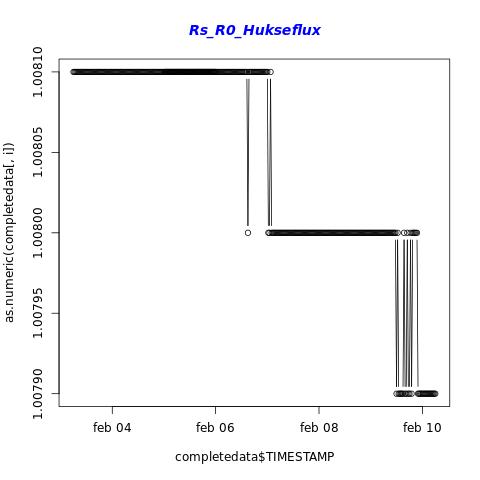 Rs_R0_Hukseflux
as.numeric(completedata[, i])
1.00810
1.00805
1.00800
1.00795
1.00790
feb 04
feb 06
feb 08
feb 10
completedata$TIMESTAMP